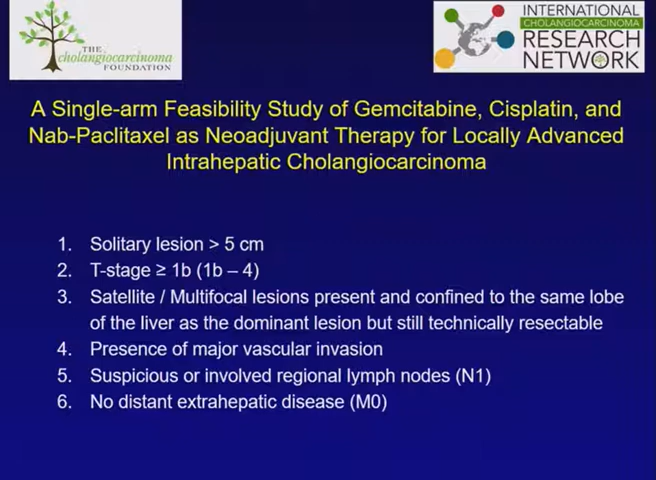 THE
cholangiocarcinoma
FOUNDATION
INTERNATIONAL
CHOLANGIOCARCINOMA
RESEARCH
NETWORK
A Single-arm Feasibility Study of Gemcitabine, Cisplatin, and
Nab-Paclitaxel as Neoadjuvant Therapy for Locally Advanced
Intrahepatic Cholangiocarcinoma
1. Solitary lesion > 5 cm
2. T-stage ≥ 1b (1b – 4)
3. Satellite / Multifocal lesions present and confined to the same lobe
of the liver as the dominant lesion but still technically resectable
4. Presence of major vascular invasion
5. Suspicious or involved regional lymph nodes (N1)
6. No distant extrahepatic disease (M0)